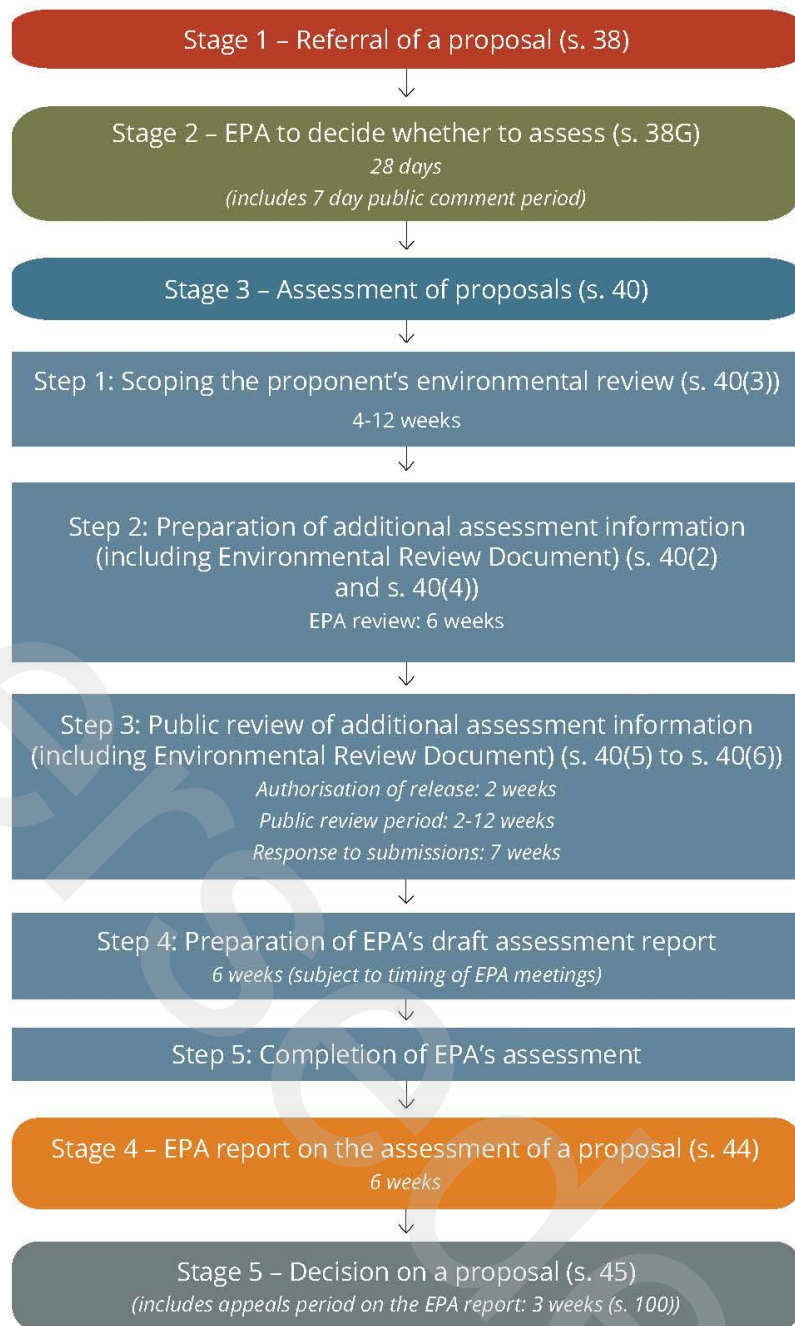 Stage 1 – Referral of a proposal (s. 38)
Stage 2 – EPA to decide whether to assess (s. 38G)
28 days
(includes 7 day public comment period)
Stage 3 – Assessment of proposals (s. 40)
Step 1: Scoping the proponent’s environmental review (s. 40(3))
4-12 weeks
Step 2: Preparation of additional assessment information
(including Environmental Review Document) (s. 40(2)
and s. 40(4))
EPA review: 6 weeks
Step 3: Public review of additional assessment information
(including Environmental Review Document) (s. 40(5) to s. 40(6))
Authorisation of release: 2 weeks
Public review period: 2-12 weeks
Response to submissions: 7 weeks
Step 4: Preparation of EPA’s draft assessment report
6 weeks (subject to timing of EPA meetings)
Step 5: Completion of EPA’s assessment
Stage 4 – EPA report on the assessment of a proposal (s. 44)
6 weeks
Stage 5 – Decision on a proposal (s. 45)
(includes appeals period on the EPA report: 3 weeks (s. 100))